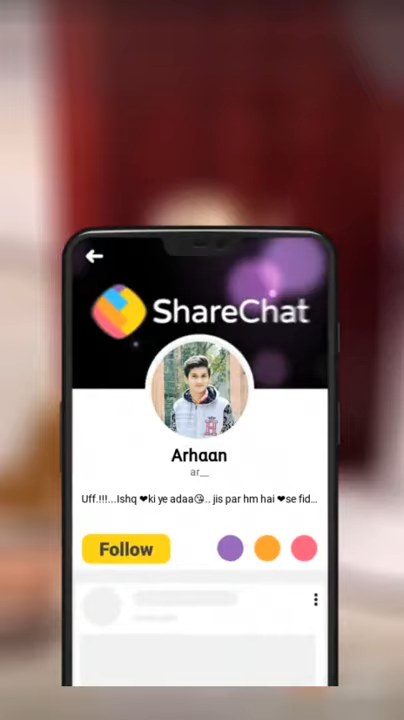 ShareChat
Arhaan
ar__
Uff.!!!...Ishq ❤ki ye adaa😘.. jis par hm hai ❤se fid...
Follow